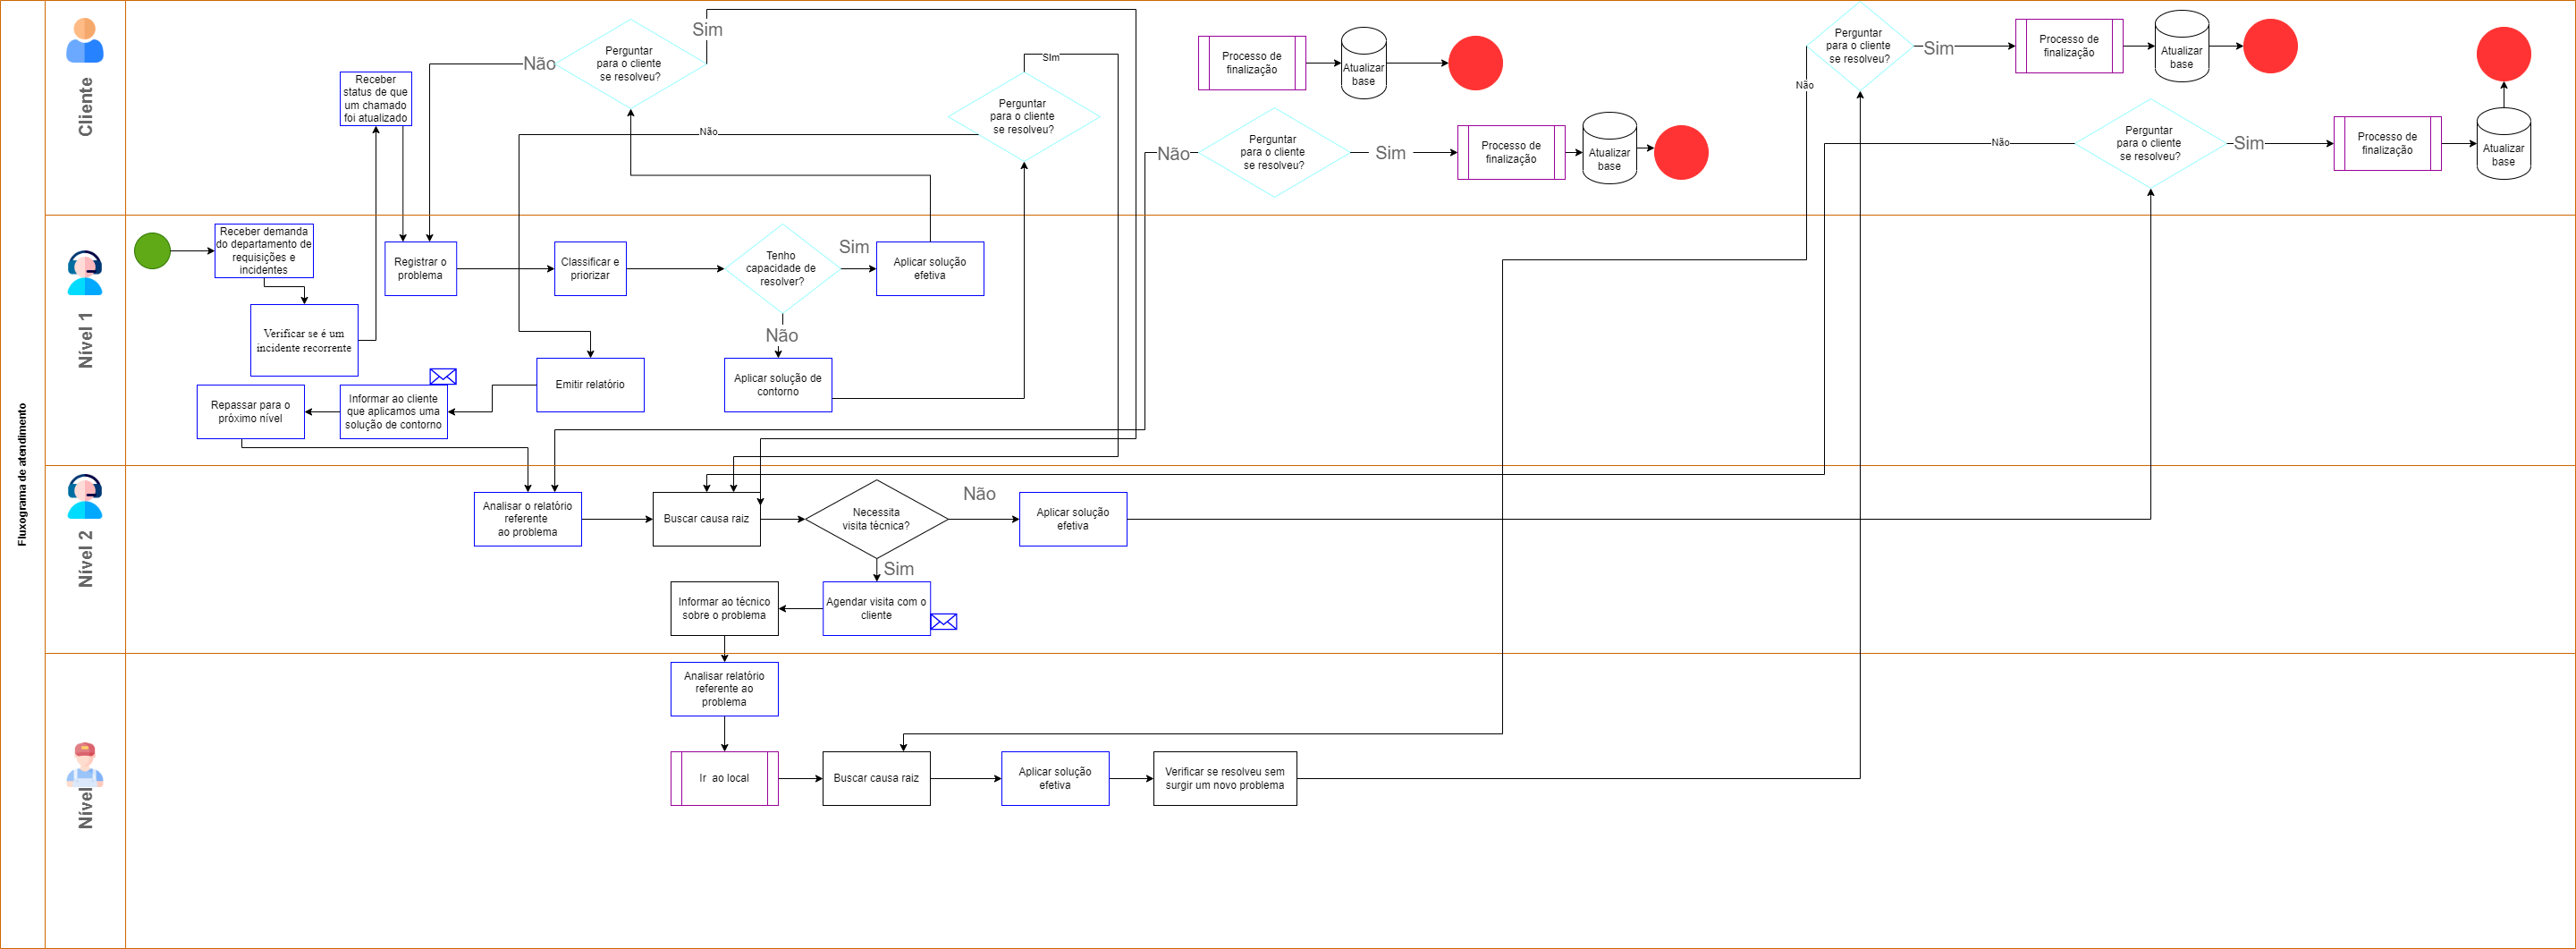 Fluxograma de atendimento
Cliente
Receber
status de que
um chamado
foi atualizado
Não
Perguntar
para o cliente
se resolveu?
Sim
SIm
Perguntar
para o cliente
se resolveu?
Não
Processo de
finalização
Atualizar
base
Não
Perguntar
para o cliente
se resolveu?
Sim
Processo de
finalização
Atualizar
base
Perguntar
para o cliente
se resolveu?
Não
Sim
Processo de
finalização
Atualizar
base
Não
Perguntar
para o cliente
se resolveu?
Sim
Processo de
finalização
Atualizar
base
Nível 1
Receber demanda
do departamento de
requisições e
incidentes
Verificar se é um
incidente recorrente
Registrar o
problema
Classificar e
priorizar
Tenho
capacidade de
resolver?
Sim
Aplicar solução
efetiva
Não
Aplicar solução de
contorno
Emitir relatório
Informar ao cliente
que aplicamos uma
solução de contorno
Repassar para o
próximo nível
Nível 2
Analisar o relatório
referente
ao problema
Buscar causa raiz
Necessita
visita técnica?
Não
Aplicar solução
efetiva
Sim
Agendar visita com o
cliente
Informar ao técnico
sobre o problema
Nível
Analisar relatório
referente ao
problema
Ir ao local
Buscar causa raiz
Aplicar solução
efetiva
Verificar se resolveu sem
surgir um novo problema